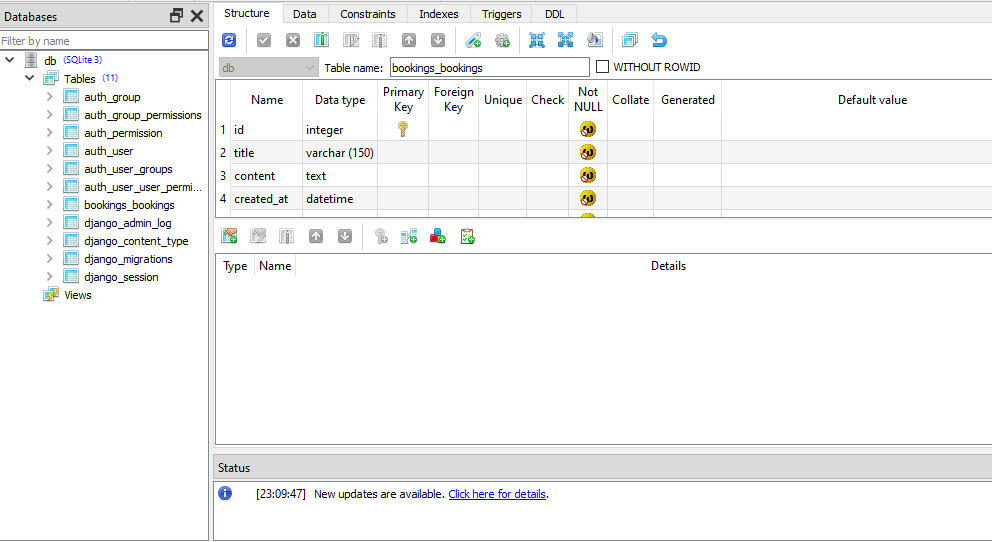 Databases
Filter by name
db (SQLite 3)
Tables (11)
auth_group
auth_group_permissions
auth_permission
auth_user
auth_user_groups
auth_user_user_permi...
bookings_bookings
django_admin_log
django_content_type
django_migrations
django_session
Views
Structure Data Constraints Indexes Triggers DDL
db Table name: bookings_bookings WITHOUT ROWID
Name Data type Primary Key Foreign Key Unique Check Not NULL Collate Generated Default value
1 id integer
2 title varchar (150)
3 content text
4 created_at datetime
Type Name Details
Status
[23:09:47] New updates are available. Click here for details.